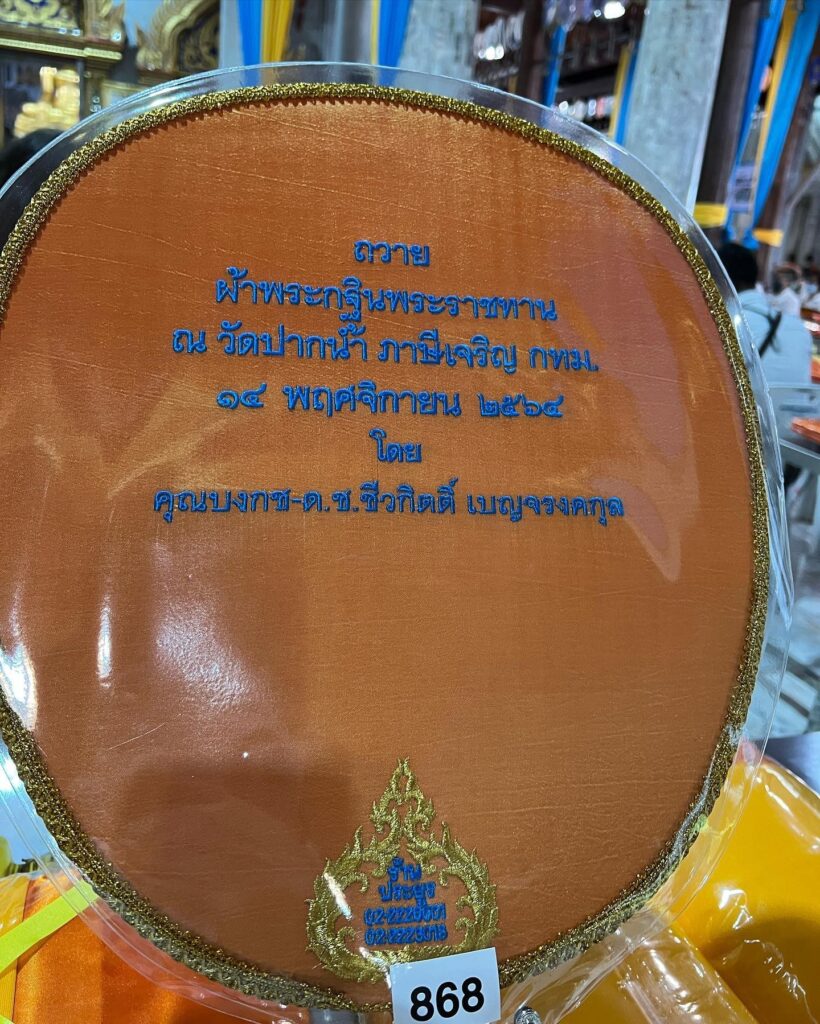 ถวาย
ผ้าพระกฐินพระราชทาน
ณ วัดปากน้ำ ภาษีเจริญ กทม.
๑๔ พฤศจิกายน ๒๕๖๔
โดย
คุณบงกช-ด.ช.ชีวกิตติ์ เบญจรงคกุล
ร้าน
ประยูร
868